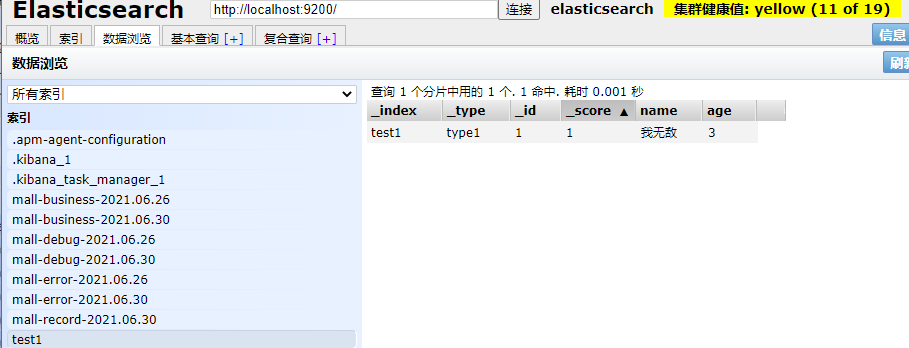 Elasticsearch http://localhost:9200/ 连接 elasticsearch 集群健康值: yellow (11 of 19)
概览 索引 数据浏览 基本查询 [+] 复合查询 [+] 信息
数据浏览 刷新
所有索引
查询 1 个分片中用的 1 个. 1 命中. 耗时 0.001 秒
索引
.apm-agent-configuration
.kibana_1
.kibana_task_manager_1
mall-business-2021.06.26
mall-business-2021.06.30
mall-debug-2021.06.26
mall-debug-2021.06.30
mall-error-2021.06.26
mall-error-2021.06.30
mall-record-2021.06.30
test1
_index _type _id _score ▲ name age
test1 type1 1 1 我无敌 3